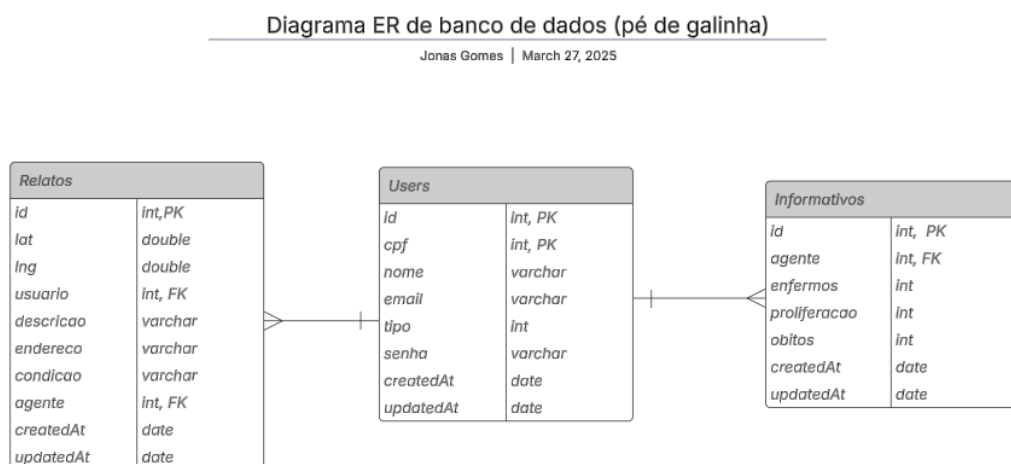 Diagrama ER de banco de dados (pé de galinha)
Jonas Gomes | March 27, 2025
Relatos
id int,PK
lat double
lng double
usuario int, FK
descricao varchar
endereco varchar
condicao varchar
agente int, FK
createdAt date
updatedAt date
Users
id int, PK
cpf int, PK
nome varchar
email varchar
tipo int
senha varchar
createdAt date
updatedAt date
Informativos
id int, PK
agente int, FK
enfermos int
proliferacao int
obitos int
createdAt date
updatedAt date